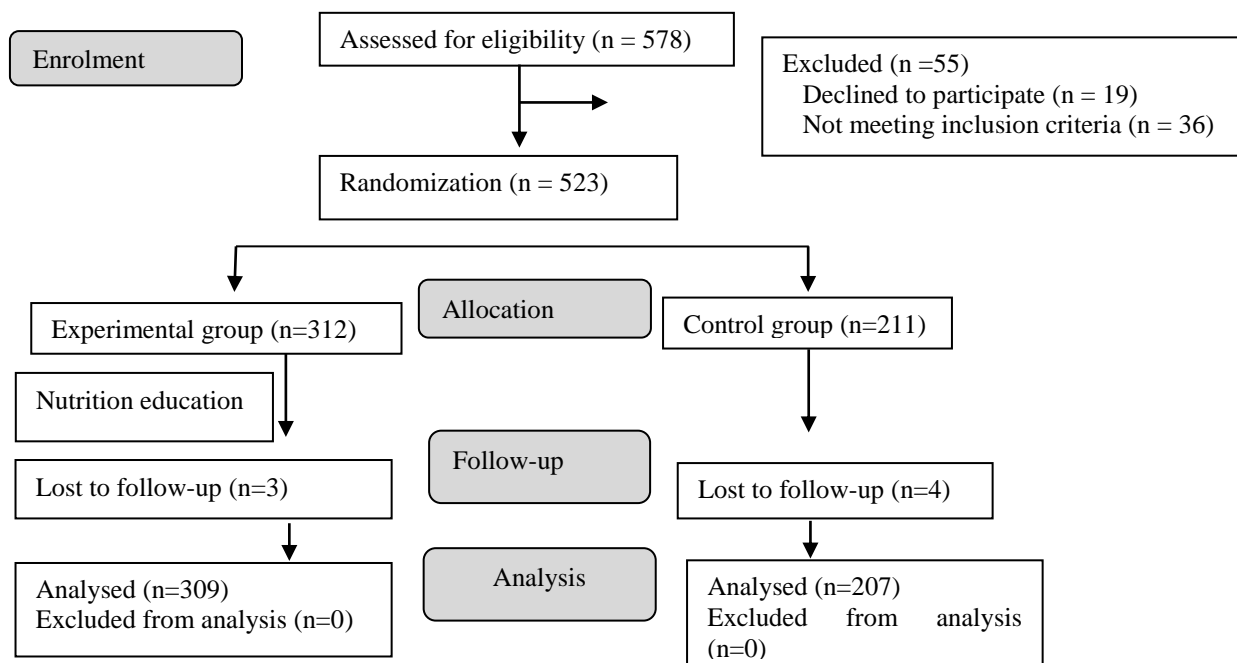 Enrolment
Assessed for eligibility (n = 578)
Excluded (n =55)
Declined to participate (n = 19)
Not meeting inclusion criteria (n = 36)
Randomization (n = 523)
Allocation
Experimental group (n=312)
Control group (n=211)
Nutrition education
Follow-up
Lost to follow-up (n=3)
Lost to follow-up (n=4)
Analysis
Analysed (n=309)
Excluded from analysis (n=0)
Analysed (n=207)
Excluded from analysis
(n=0)